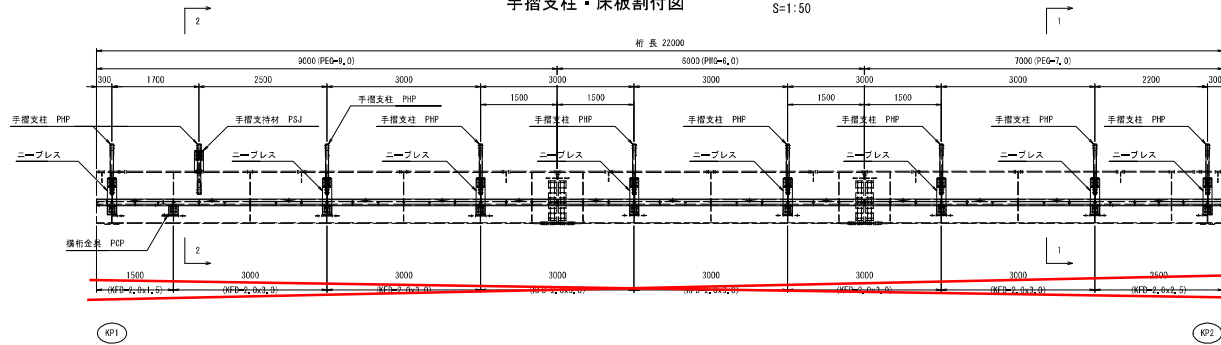 手摺支柱・床板割付図 S=1:50
2 1
桁 長 22000
9000(PEG-9.0) 6000(PMG-6.0) 7000(PEG-7.0)
300 1700 2500 3000 3000 3000 3000 3000 2200 300
1500 1500 1500 1500
手摺支柱 PHP
手摺支柱 PHP 手摺支持材 PSJ 手摺支柱 PHP 手摺支柱 PHP 手摺支柱 PHP 手摺支柱 PHP 手摺支柱 PHP 手摺支柱 PHP
ニーブレス ニーブレス ニーブレス ニーブレス ニーブレス ニーブレス ニーブレス
横桁金具 PCP
2 1
1500 3000 3000 3000 3000 3000 3000 2500
(KFD-2.0x1.5) (KFD-2.0x3.0) (KFD-2.0x3.0) (KFD-2.0x3.0) (KFD-2.0x3.0) (KFD-2.0x3.0) (KFD-2.0x3.0) (KFD-2.0x2.5)
KP1 KP2